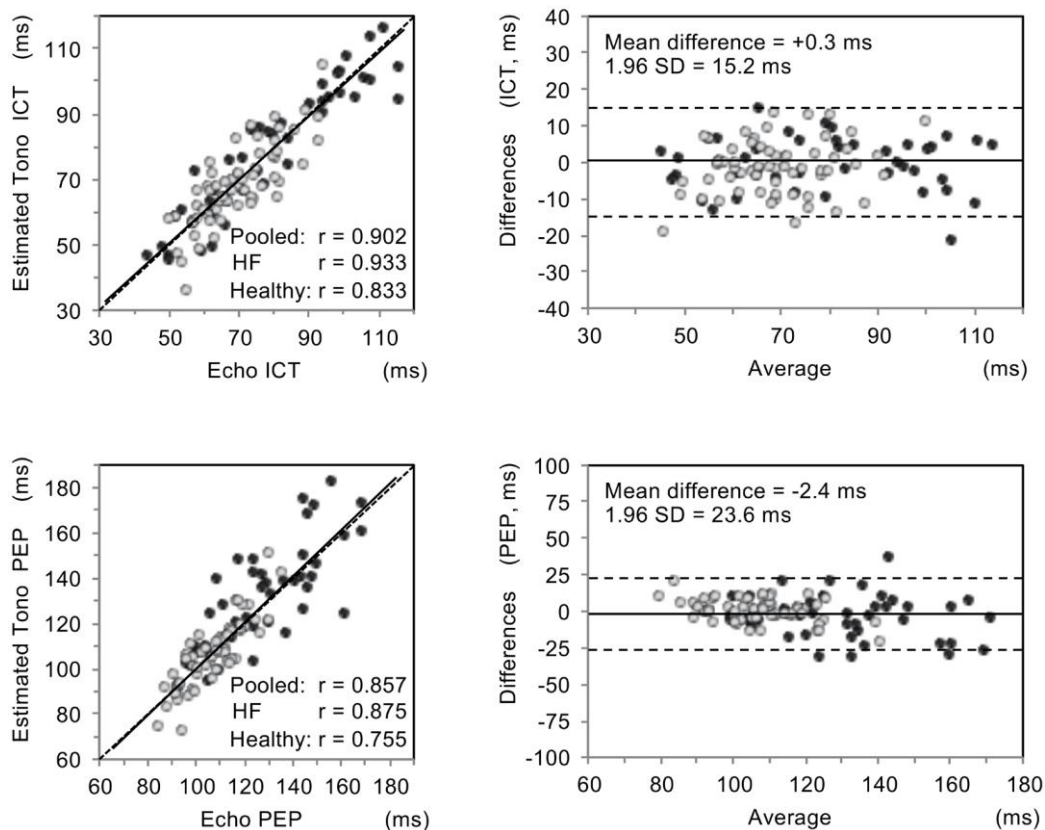 Estimated Tono ICT (ms)
110
90
70
50
30
Pooled: r = 0.902
HF r = 0.933
Healthy: r = 0.833
30 50 70 90 110
Echo ICT (ms)
Differences (ICT, ms)
40
30
20
10
0
-10
-20
-30
-40
Mean difference = +0.3 ms
1.96 SD = 15.2 ms
30 50 70 90 110
Average (ms)
Estimated Tono PEP (ms)
180
160
140
120
100
80
60
Pooled: r = 0.857
HF r = 0.875
Healthy: r = 0.755
60 80 100 120 140 160 180
Echo PEP (ms)
Differences (PEP, ms)
100
75
50
25
0
-25
-50
-75
-100
Mean difference = -2.4 ms
1.96 SD = 23.6 ms
60 80 100 120 140 160 180
Average (ms)